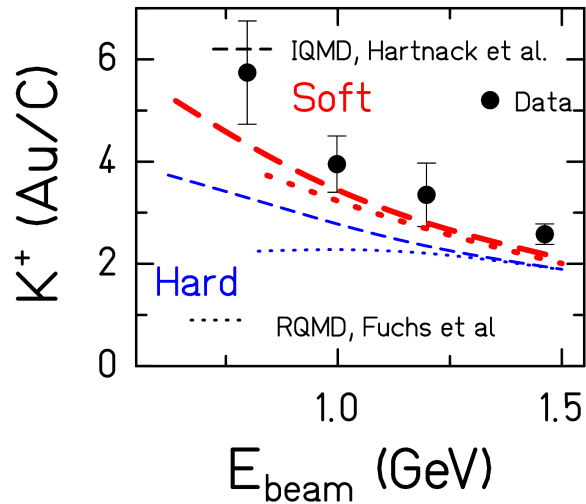 IQMD, Hartnack et al.
Soft
Data
Hard
RQMD, Fuchs et al
K+ (Au/C)
6
4
2
0
1.0
1.5
E_beam (GeV)